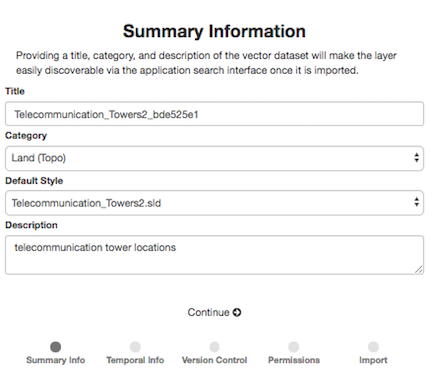 Summary Information
Providing a title, category, and description of the vector dataset will make the layer
easily discoverable via the application search interface once it is imported.
Title
Telecommunication_Towers2_bde525e1
Category
Land (Topo)
Default Style
Telecommunication_Towers2.sld
Description
telecommunication tower locations
Continue
Summary Info Temporal Info Version Control Permissions Import